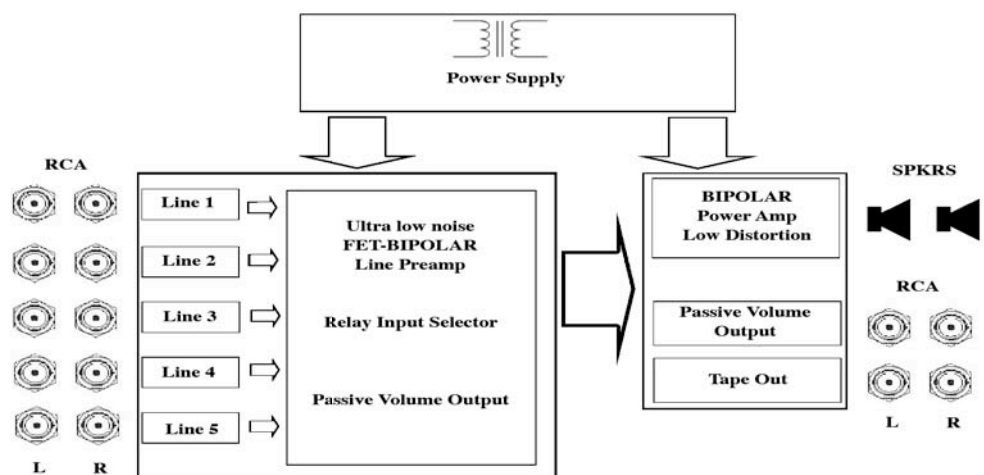 Power Supply
RCA
Line 1
Line 2
Line 3
Line 4
Line 5
L R
Ultra low noise
FET-BIPOLAR
Line Preamp
Relay Input Selector
Passive Volume Output
BIPOLAR
Power Amp
Low Distortion
Passive Volume
Output
Tape Out
SPKRS
RCA
L R